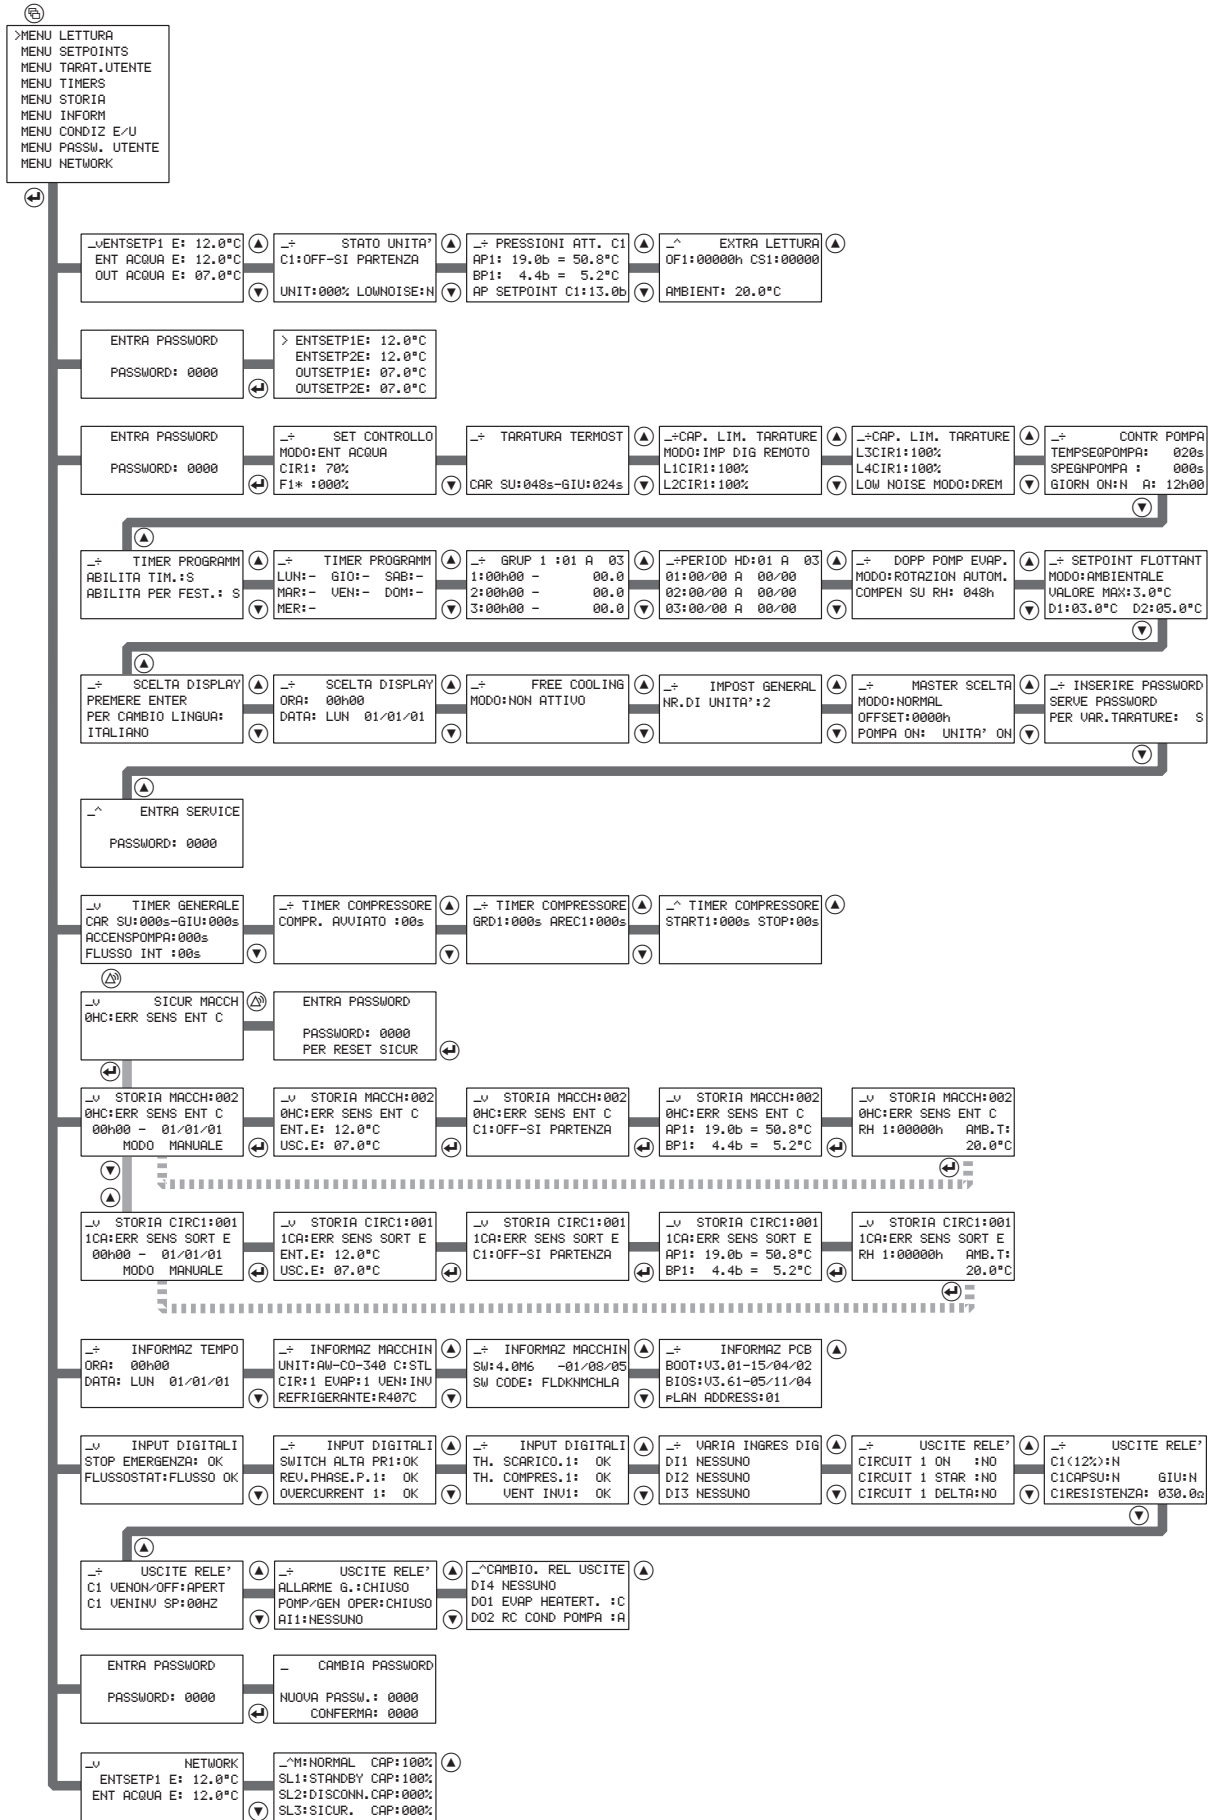 >MENU LETTURA
MENU SETPOINTS
MENU TARAT.UTENTE
MENU TIMERS
MENU STORIA
MENU INFORM
MENU CONDIZ E/U
MENU PASSW. UTENTE
MENU NETWORK
_vENTSETP1 E: 12.0°C
ENT ACQUA E: 12.0°C
OUT ACQUA E: 07.0°C
_÷ STATO UNITA'
C1:OFF-SI PARTENZA
UNIT:000% LOWNOISE:N
_÷ PRESSIONI ATT. C1
AP1: 19.0b = 50.8°C
BP1: 4.4b = 5.2°C
AP SETPOINT C1:13.0b
_^ EXTRA LETTURA
OF1:00000h CS1:00000
AMBIENT: 20.0°C
ENTRA PASSWORD
PASSWORD: 0000
> ENTSETP1E: 12.0°C
ENTSETP2E: 12.0°C
OUTSETP1E: 07.0°C
OUTSETP2E: 07.0°C
ENTRA PASSWORD
PASSWORD: 0000
_÷ SET CONTROLLO
MODO:ENT ACQUA
CIR1: 70%
F1* :000%
_÷ TARATURA TERMOST
CAR SU:048s-GIU:024s
_÷CAP. LIM. TARATURE
MODO:IMP DIG REMOTO
L1CIR1:100%
L2CIR1:100%
_÷CAP. LIM. TARATURE
L3CIR1:100%
L4CIR1:100%
LOW NOISE MODO:DREM
_÷ CONTR POMPA
TEMPSEQPOMPA: 020s
SPEGNPOMPA : 000s
GIORN ON:N A: 12h00
_÷ TIMER PROGRAMM
ABILITA TIM.:S
ABILITA PER FEST.: S
_÷ TIMER PROGRAMM
LUN:- GIO:- SAB:-
MAR:- VEN:- DOM:-
MER:-
_÷ GRUP 1 :01 A 03
1:00h00 - 00.0
2:00h00 - 00.0
3:00h00 - 00.0
_÷PERIOD HD:01 A 03
01:00/00 A 00/00
02:00/00 A 00/00
03:00/00 A 00/00
_÷ DOPP POMP EVAP.
MODO:ROTAZION AUTOM.
COMPEN SU RH: 048h
_÷ SETPOINT FLOTTANT
MODO:AMBIENTALE
VALORE MAX:3.0°C
D1:03.0°C D2:05.0°C
_÷ SCELTA DISPLAY
PREMERE ENTER
PER CAMBIO LINGUA:
ITALIANO
_÷ SCELTA DISPLAY
ORA: 00h00
DATA: LUN 01/01/01
_÷ FREE COOLING
MODO:NON ATTIVO
_÷ IMPOST GENERAL
NR.DI UNITA':2
_÷ MASTER SCELTA
MODO:NORMAL
OFFSET:0000h
POMPA ON: UNITA' ON
_÷ INSERIRE PASSWORD
SERVE PASSWORD
PER VAR.TARATURE: S
_^ ENTRA SERVICE
PASSWORD: 0000
_v TIMER GENERALE
CAR SU:000s-GIU:000s
ACCENSPOMPA:000s
FLUSSO INT :00s
_÷ TIMER COMPRESSORE
COMPR. AVVIATO :00s
_÷ TIMER COMPRESSORE
GRD1:000s AREC1:000s
_^ TIMER COMPRESSORE
START1:000s STOP:00s
_v SICUR MACCH
0HC:ERR SENS ENT C
ENTRA PASSWORD
PASSWORD: 0000
PER RESET SICUR
_v STORIA MACCH:002
0HC:ERR SENS ENT C
00h00 - 01/01/01
MODO MANUALE
_v STORIA MACCH:002
0HC:ERR SENS ENT C
ENT.E: 12.0°C
USC.E: 07.0°C
_v STORIA MACCH:002
0HC:ERR SENS ENT C
C1:OFF-SI PARTENZA
_v STORIA MACCH:002
0HC:ERR SENS ENT C
AP1: 19.0b = 50.8°C
BP1: 4.4b = 5.2°C
_v STORIA MACCH:002
0HC:ERR SENS ENT C
RH 1:00000h AMB.T:
20.0°C
_v STORIA CIRC1:001
1CA:ERR SENS SORT E
00h00 - 01/01/01
MODO MANUALE
_v STORIA CIRC1:001
1CA:ERR SENS SORT E
ENT.E: 12.0°C
USC.E: 07.0°C
_v STORIA CIRC1:001
1CA:ERR SENS SORT E
C1:OFF-SI PARTENZA
_v STORIA CIRC1:001
1CA:ERR SENS SORT E
AP1: 19.0b = 50.8°C
BP1: 4.4b = 5.2°C
_v STORIA CIRC1:001
1CA:ERR SENS SORT E
RH 1:00000h AMB.T:
20.0°C
_÷ INFORMAZ TEMPO
ORA: 00h00
DATA: LUN 01/01/01
_÷ INFORMAZ MACCHIN
UNIT:AW-CO-340 C:STL
CIR:1 EVAP:1 VEN:INV
REFRIGERANTE:R407C
_÷ INFORMAZ MACCHIN
SW:4.0M6 -01/08/05
SW CODE: FLDKNMCHLA
_÷ INFORMAZ PCB
BOOT:V3.01-15/04/02
BIOS:V3.61-05/11/04
pLAN ADDRESS:01
_v INPUT DIGITALI
STOP EMERGENZA: OK
FLUSSOSTAT:FLUSSO OK
_÷ INPUT DIGITALI
SWITCH ALTA PR1:OK
REV.PHASE.P.1: OK
OVERCURRENT 1: OK
_÷ INPUT DIGITALI
TH. SCARICO.1: OK
TH. COMPRES.1: OK
VENT INV1: OK
_÷ VARIA INGRES DIG
DI1 NESSUNO
DI2 NESSUNO
DI3 NESSUNO
_÷ USCITE RELE'
CIRCUIT 1 ON :NO
CIRCUIT 1 STAR :NO
CIRCUIT 1 DELTA:NO
_÷ USCITE RELE'
C1(12%):N
C1CAPSU:N GIU:N
C1RESISTENZA: 030.0Ω
_÷ USCITE RELE'
C1 VENON/OFF:APERT
C1 VENINV SP:00HZ
_÷ USCITE RELE'
ALLARME G.:CHIUSO
POMP/GEN OPER:CHIUSO
AI1:NESSUNO
_^CAMBIO. REL USCITE
DI4 NESSUNO
DO1 EVAP HEATERT. :C
DO2 RC COND POMPA :A
ENTRA PASSWORD
PASSWORD: 0000
_ CAMBIA PASSWORD
NUOVA PASSW.: 0000
CONFERMA: 0000
_v NETWORK
ENTSETP1 E: 12.0°C
ENT ACQUA E: 12.0°C
_^M:NORMAL CAP:100%
SL1:STANDBY CAP:100%
SL2:DISCONN.CAP:000%
SL3:SICUR. CAP:000%